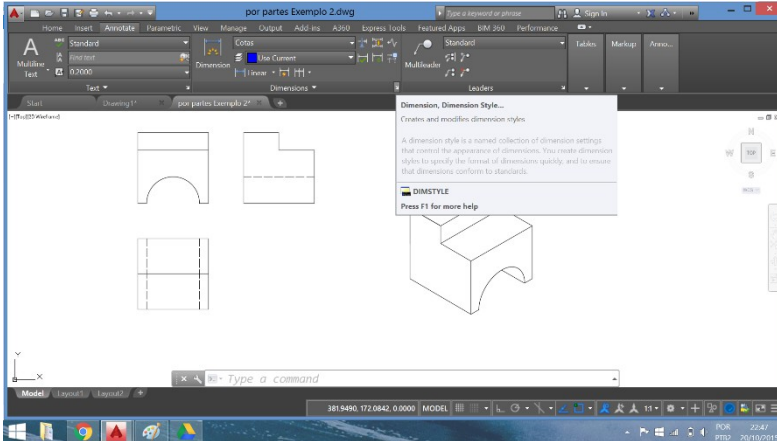 por partes Exemplo 2.dwg
Type a keyword or phrase
Sign In
Home Insert Annotate Parametric View Manage Output Add-ins A360 Express Tools Featured Apps BIM 360 Performance
A
Multiline Text
Standard
Find text
0.2000
Dimension
Cotas
Use Current
Linear
Multileader
Standard
Tables
Markup
Anno...
Text
Dimensions
Leaders
Start
Drawing1*
por partes Exemplo 2*
[-][Top][2D Wireframe]
Dimension, Dimension Style...
Creates and modifies dimension styles
A dimension style is a named collection of dimension settings
that control the appearance of dimensions. You create dimension
styles to specify the format of dimensions quickly, and to ensure
that dimensions conform to standards.
DIMSTYLE
Press F1 for more help
N
W
TOP
E
S
Y
X
Type a command
Model
Layout1
Layout2
381.9490, 172.0842, 0.0000
MODEL
1:1
POR
PTB2
22:47